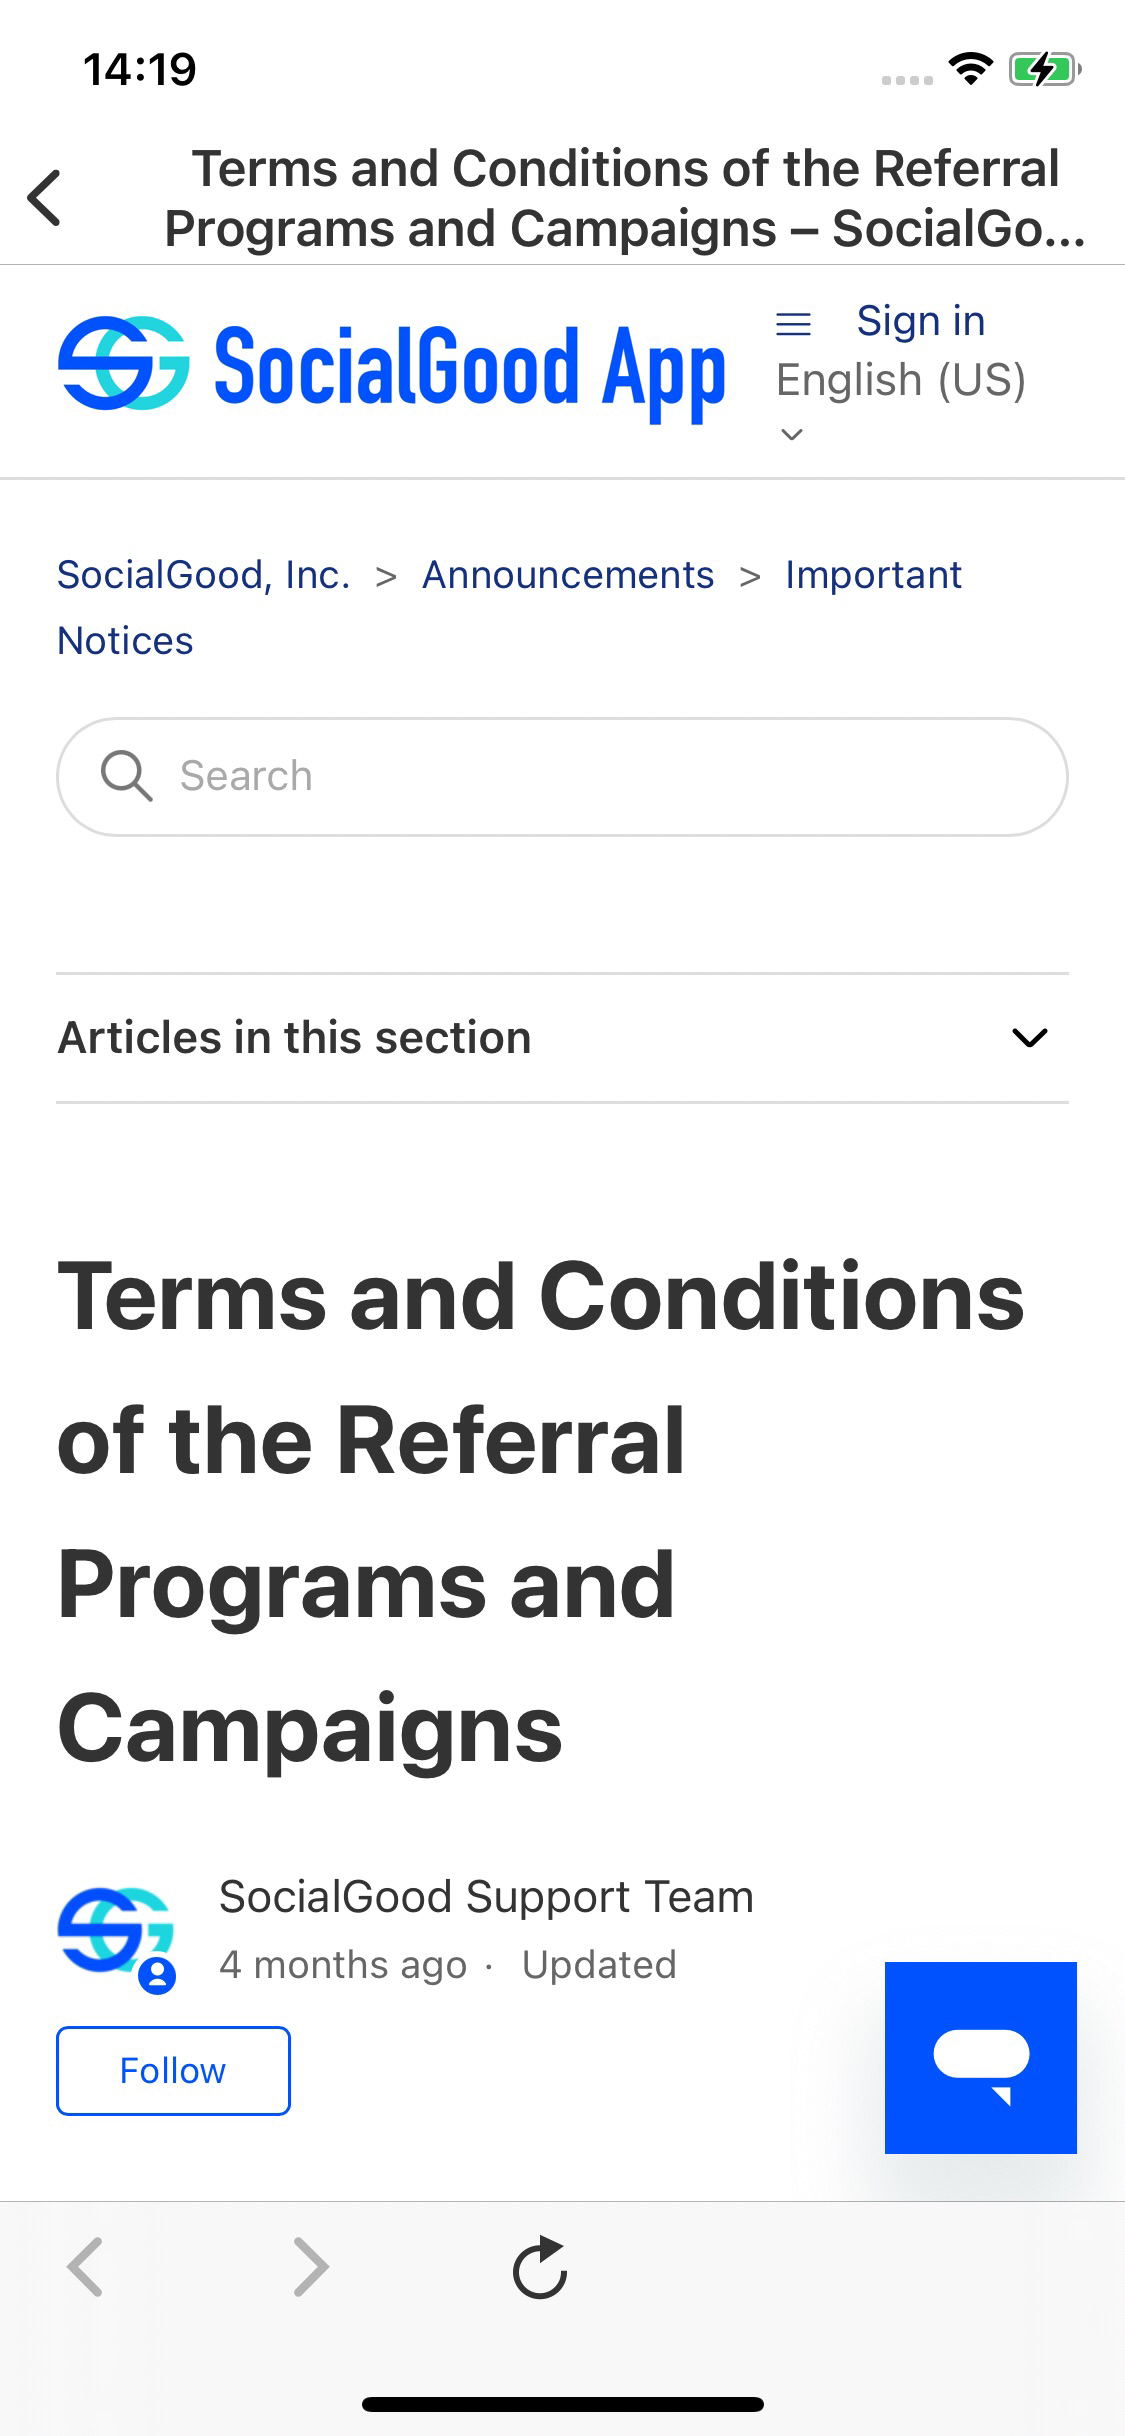 14:19
Terms and Conditions of the Referral
Programs and Campaigns – SocialGo...
SocialGood App
Sign in
English (US)
SocialGood, Inc. > Announcements > Important
Notices
Search
Articles in this section
Terms and Conditions
of the Referral
Programs and
Campaigns
SocialGood Support Team
4 months ago · Updated
Follow